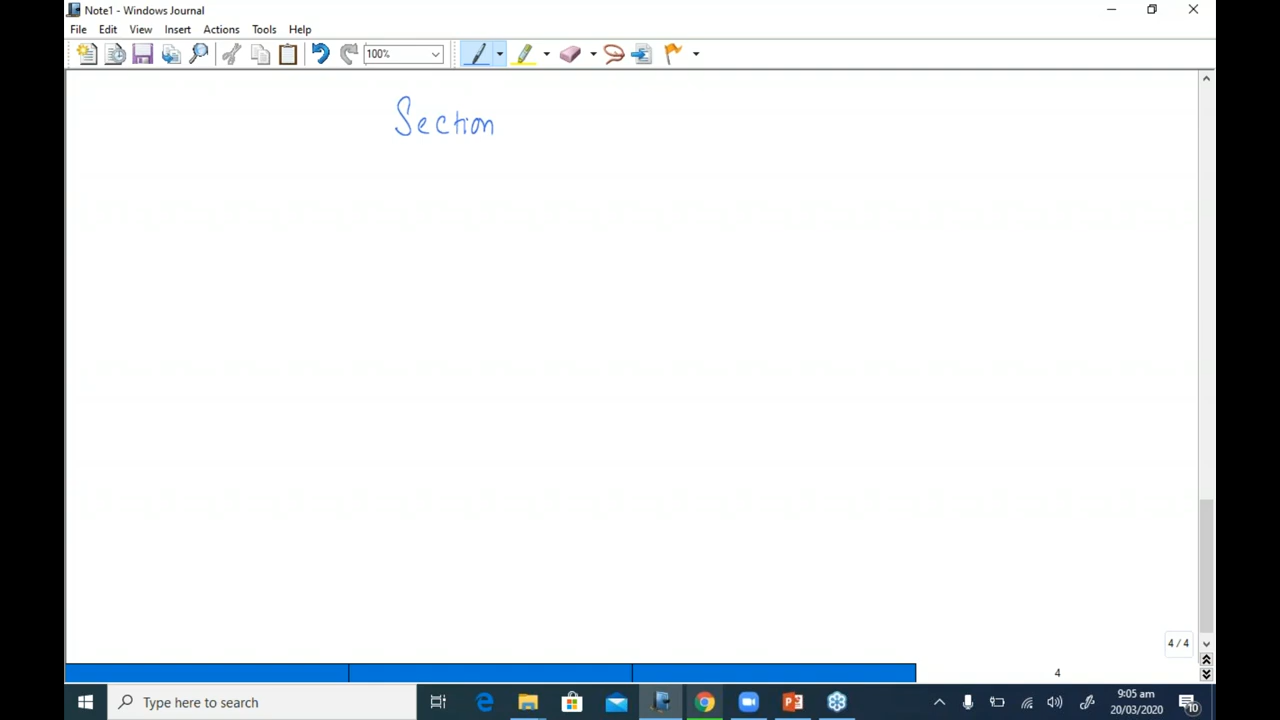 Note1 - Windows Journal
File Edit View Insert Actions Tools Help
100%
Section
4 / 4
4
Type here to search
9:05 am
20/03/2020
10